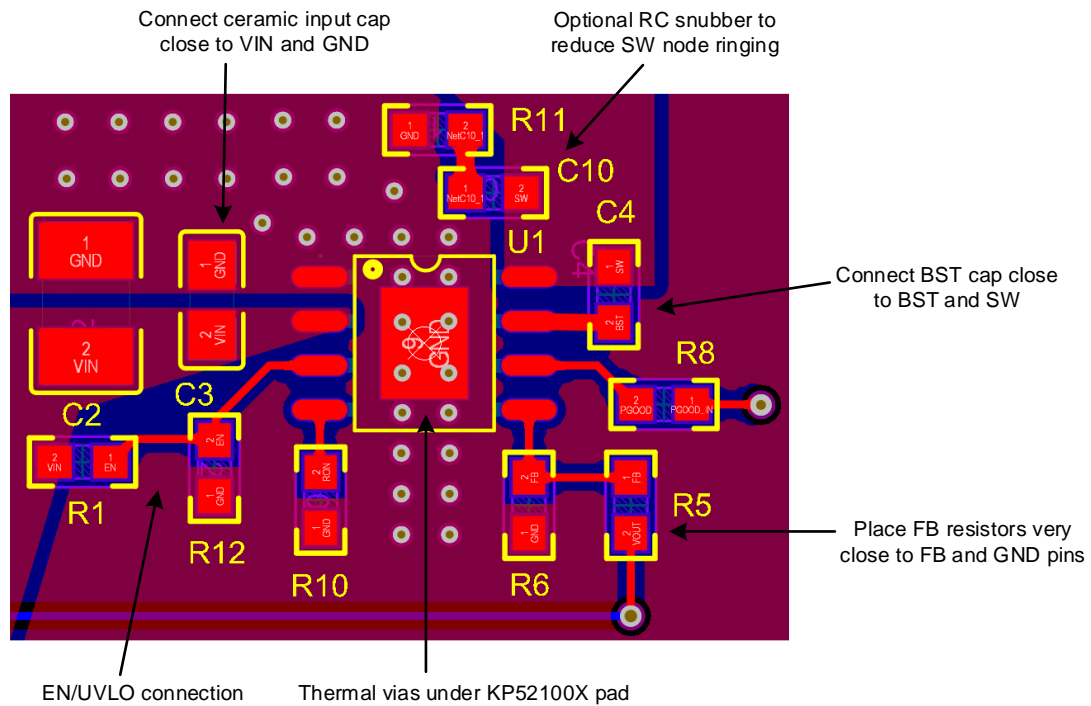 Connect ceramic input cap
close to VIN and GND
Optional RC snubber to
reduce SW node ringing
1
GND
2
NetC10_1
R11
1
NetC10_1
2
SW
C10
C4
U1
1
GND
1
GND
1
SW
2
BST
Connect BST cap close
to BST and SW
9
GND
2
VIN
2
VIN
R8
2
PGOOD
1
PGOOD_IN
C2
C3
2
EN
1
GND
2
VIN
1
EN
R1
R12
2
RON
1
GND
R10
2
FB
1
GND
R6
1
FB
2
VOUT
R5
Place FB resistors very
close to FB and GND pins
EN/UVLO connection
Thermal vias under KP52100X pad